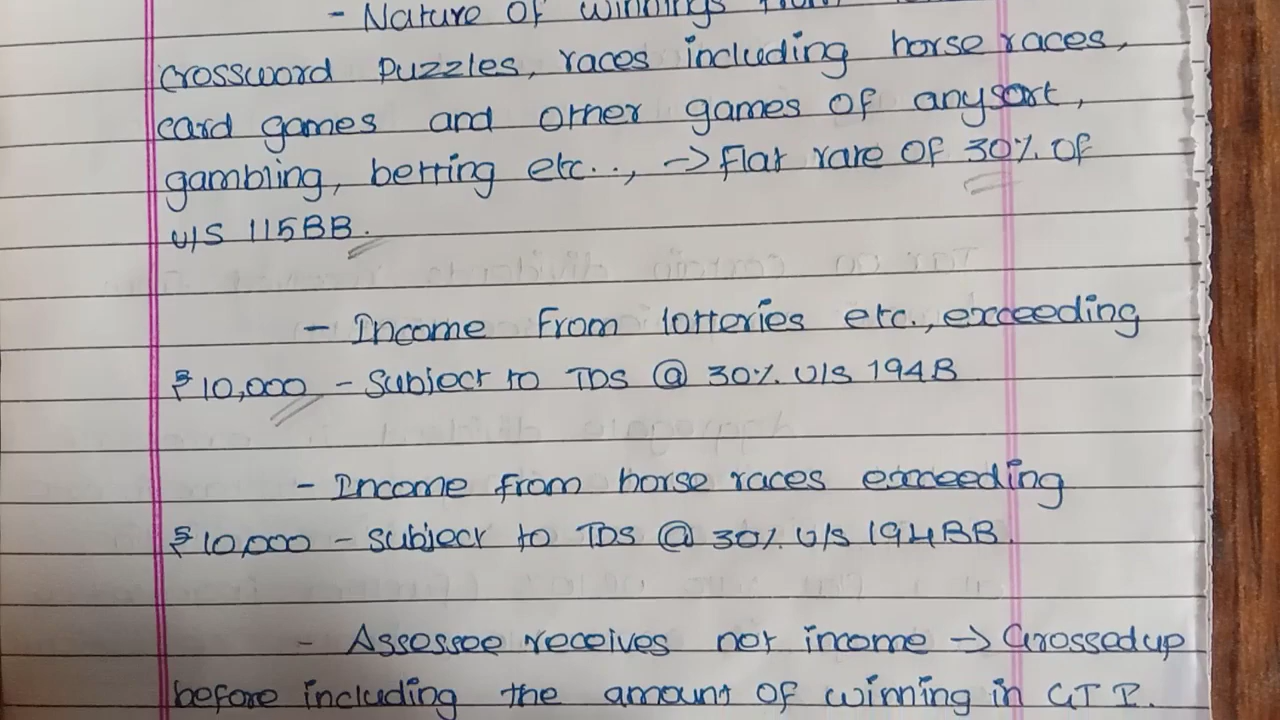 - Nature of winnings from
crossword puzzles, races including horse races,
card games and other games of any sort,
gambling, betting etc.., -> Flat rate of 30% of
u/s 115BB.
- Income from lotteries etc., exceeding
₹10,000 - Subject to TDS @ 30% u/s 194B
- Income from horse races exceeding
₹10,000 - subject to TDS @ 30% u/s 194BB.
- Assessee receives net income -> Grossed up
before including the amount of winning in GTI.